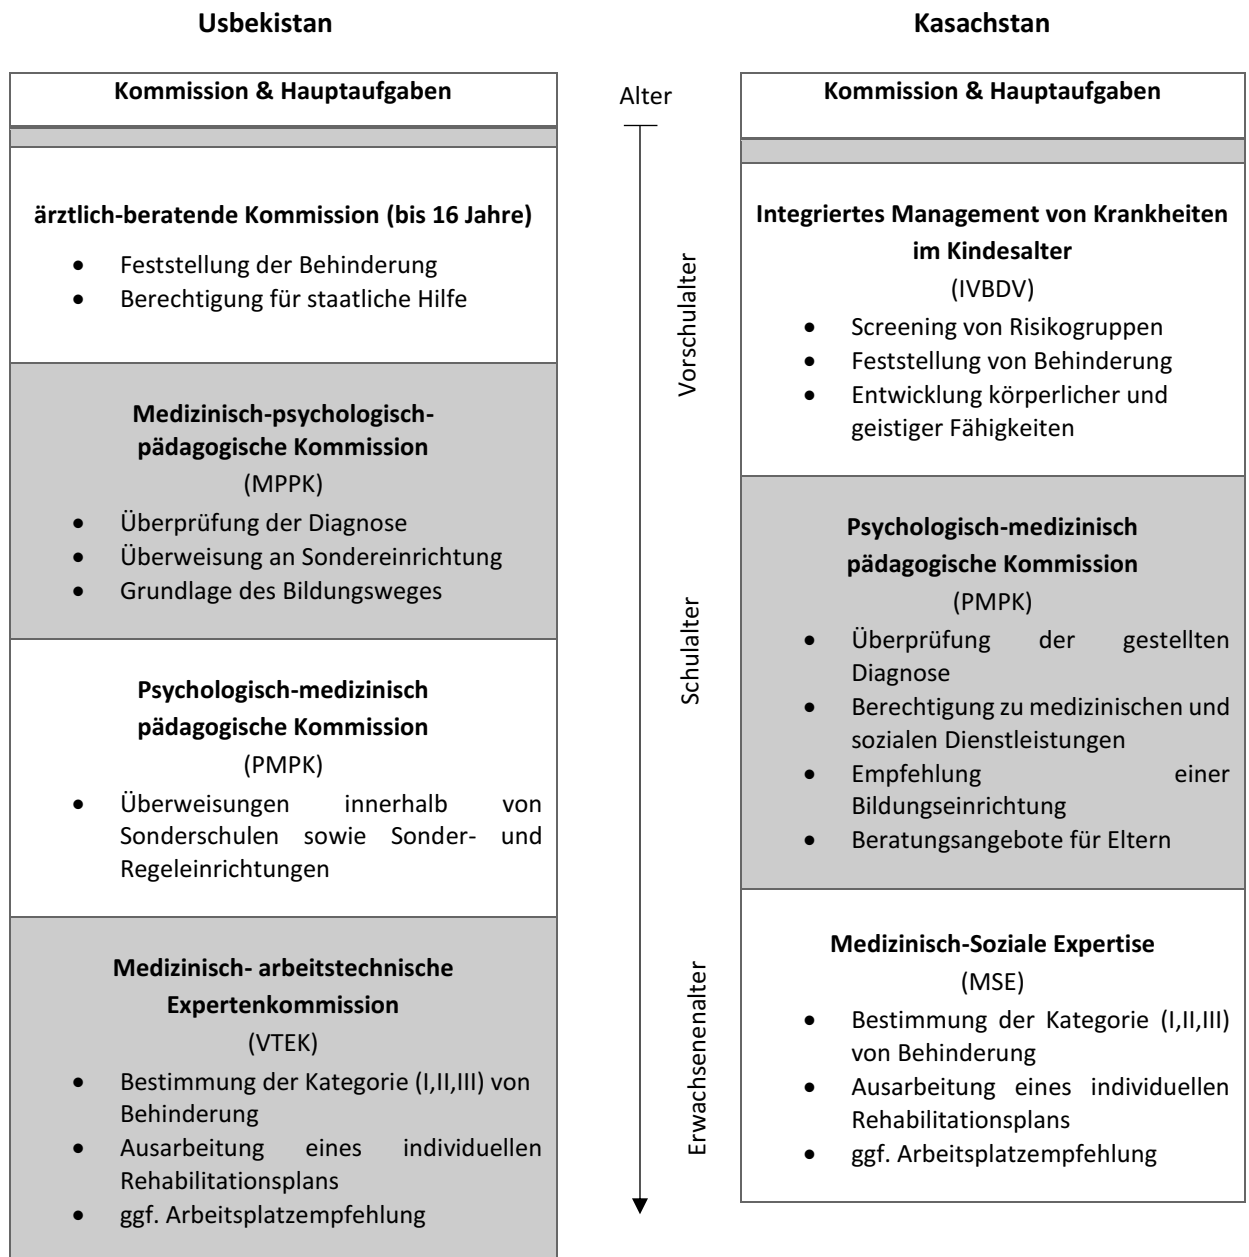 Usbekistan
Kommission & Hauptaufgaben
ärztlich-beratende Kommission (bis 16 Jahre)
• Feststellung der Behinderung
• Berechtigung für staatliche Hilfe
Medizinisch-psychologisch-
pädagogische Kommission
(MPPK)
• Überprüfung der Diagnose
• Überweisung an Sondereinrichtung
• Grundlage des Bildungsweges
Psychologisch-medizinisch
pädagogische Kommission
(PMPK)
• Überweisungen innerhalb von
Sonderschulen sowie Sonder- und
Regeleinrichtungen
Medizinisch- arbeitstechnische
Expertenkommission
(VTEK)
• Bestimmung der Kategorie (I,II,III) von
Behinderung
• Ausarbeitung eines individuellen
Rehabilitationsplans
• ggf. Arbeitsplatzempfehlung
Alter
Vorschulalter
Schulalter
Erwachsenenalter
Kasachstan
Kommission & Hauptaufgaben
Integriertes Management von Krankheiten
im Kindesalter
(IVBDV)
• Screening von Risikogruppen
• Feststellung von Behinderung
• Entwicklung körperlicher und
geistiger Fähigkeiten
Psychologisch-medizinisch
pädagogische Kommission
(PMPK)
• Überprüfung der gestellten
Diagnose
• Berechtigung zu medizinischen und
sozialen Dienstleistungen
• Empfehlung einer
Bildungseinrichtung
• Beratungsangebote für Eltern
Medizinisch-Soziale Expertise
(MSE)
• Bestimmung der Kategorie (I,II,III)
von Behinderung
• Ausarbeitung eines individuellen
Rehabilitationsplans
• ggf. Arbeitsplatzempfehlung